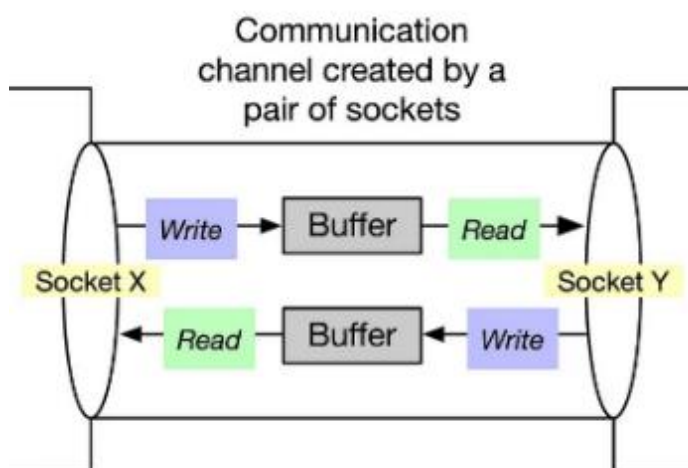 Communication
channel created by a
pair of sockets
Write Buffer Read
Socket X Socket Y
Read Buffer Write